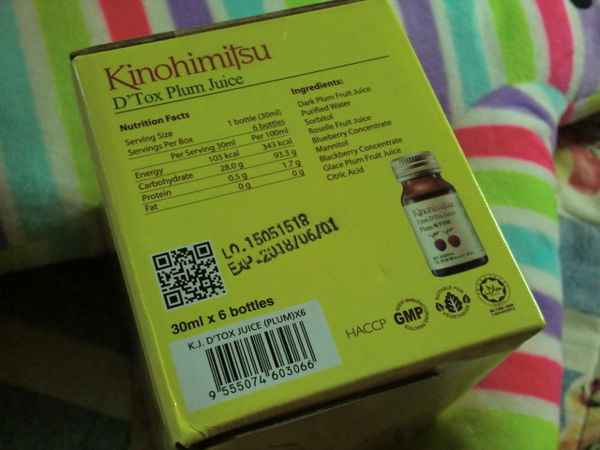 Kinohimitsu
D'Tox Plum Juice
Nutrition Facts
Serving Size 1 bottle (30ml)
Servings Per Box 6 bottles
Per Serving 30ml Per 100ml
Energy 103 kcal 343 kcal
Carbohydrate 28.0 g 93.3 g
Protein 0.5 g 1.7 g
Fat 0 g 0 g
Ingredients:
Dark Plum Fruit Juice
Purified Water
Sorbitol
Roselle Fruit Juice
Blueberry Concentrate
Mannitol
Blackberry Concentrate
Glace Plum Fruit Juice
Citric Acid
Kinohimitsu
LO.15051518
EXP.2018/06/01
30ml x 6 bottles
K.J. D'TOX JUICE (PLUM)X6
9 555074 603066
HACCP
GMP